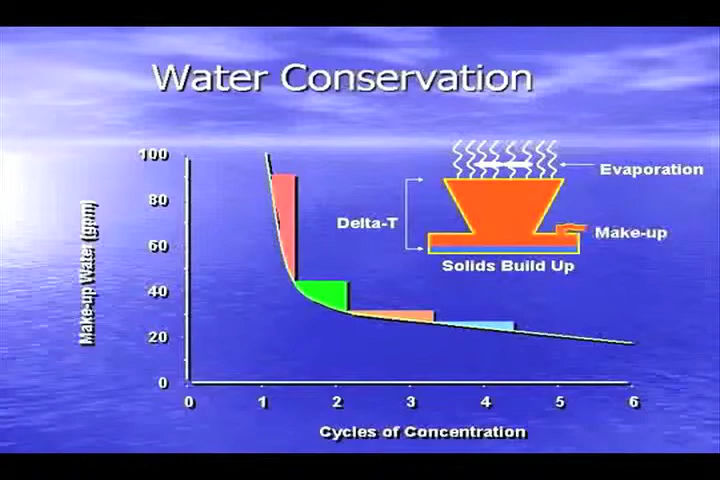 Water Conservation
100
80
60
40
20
0
Make-up Water (gpm)
0 1 2 3 4 5 6
Cycles of Concentration
Evaporation
Delta-T
Make-up
Solids Build Up